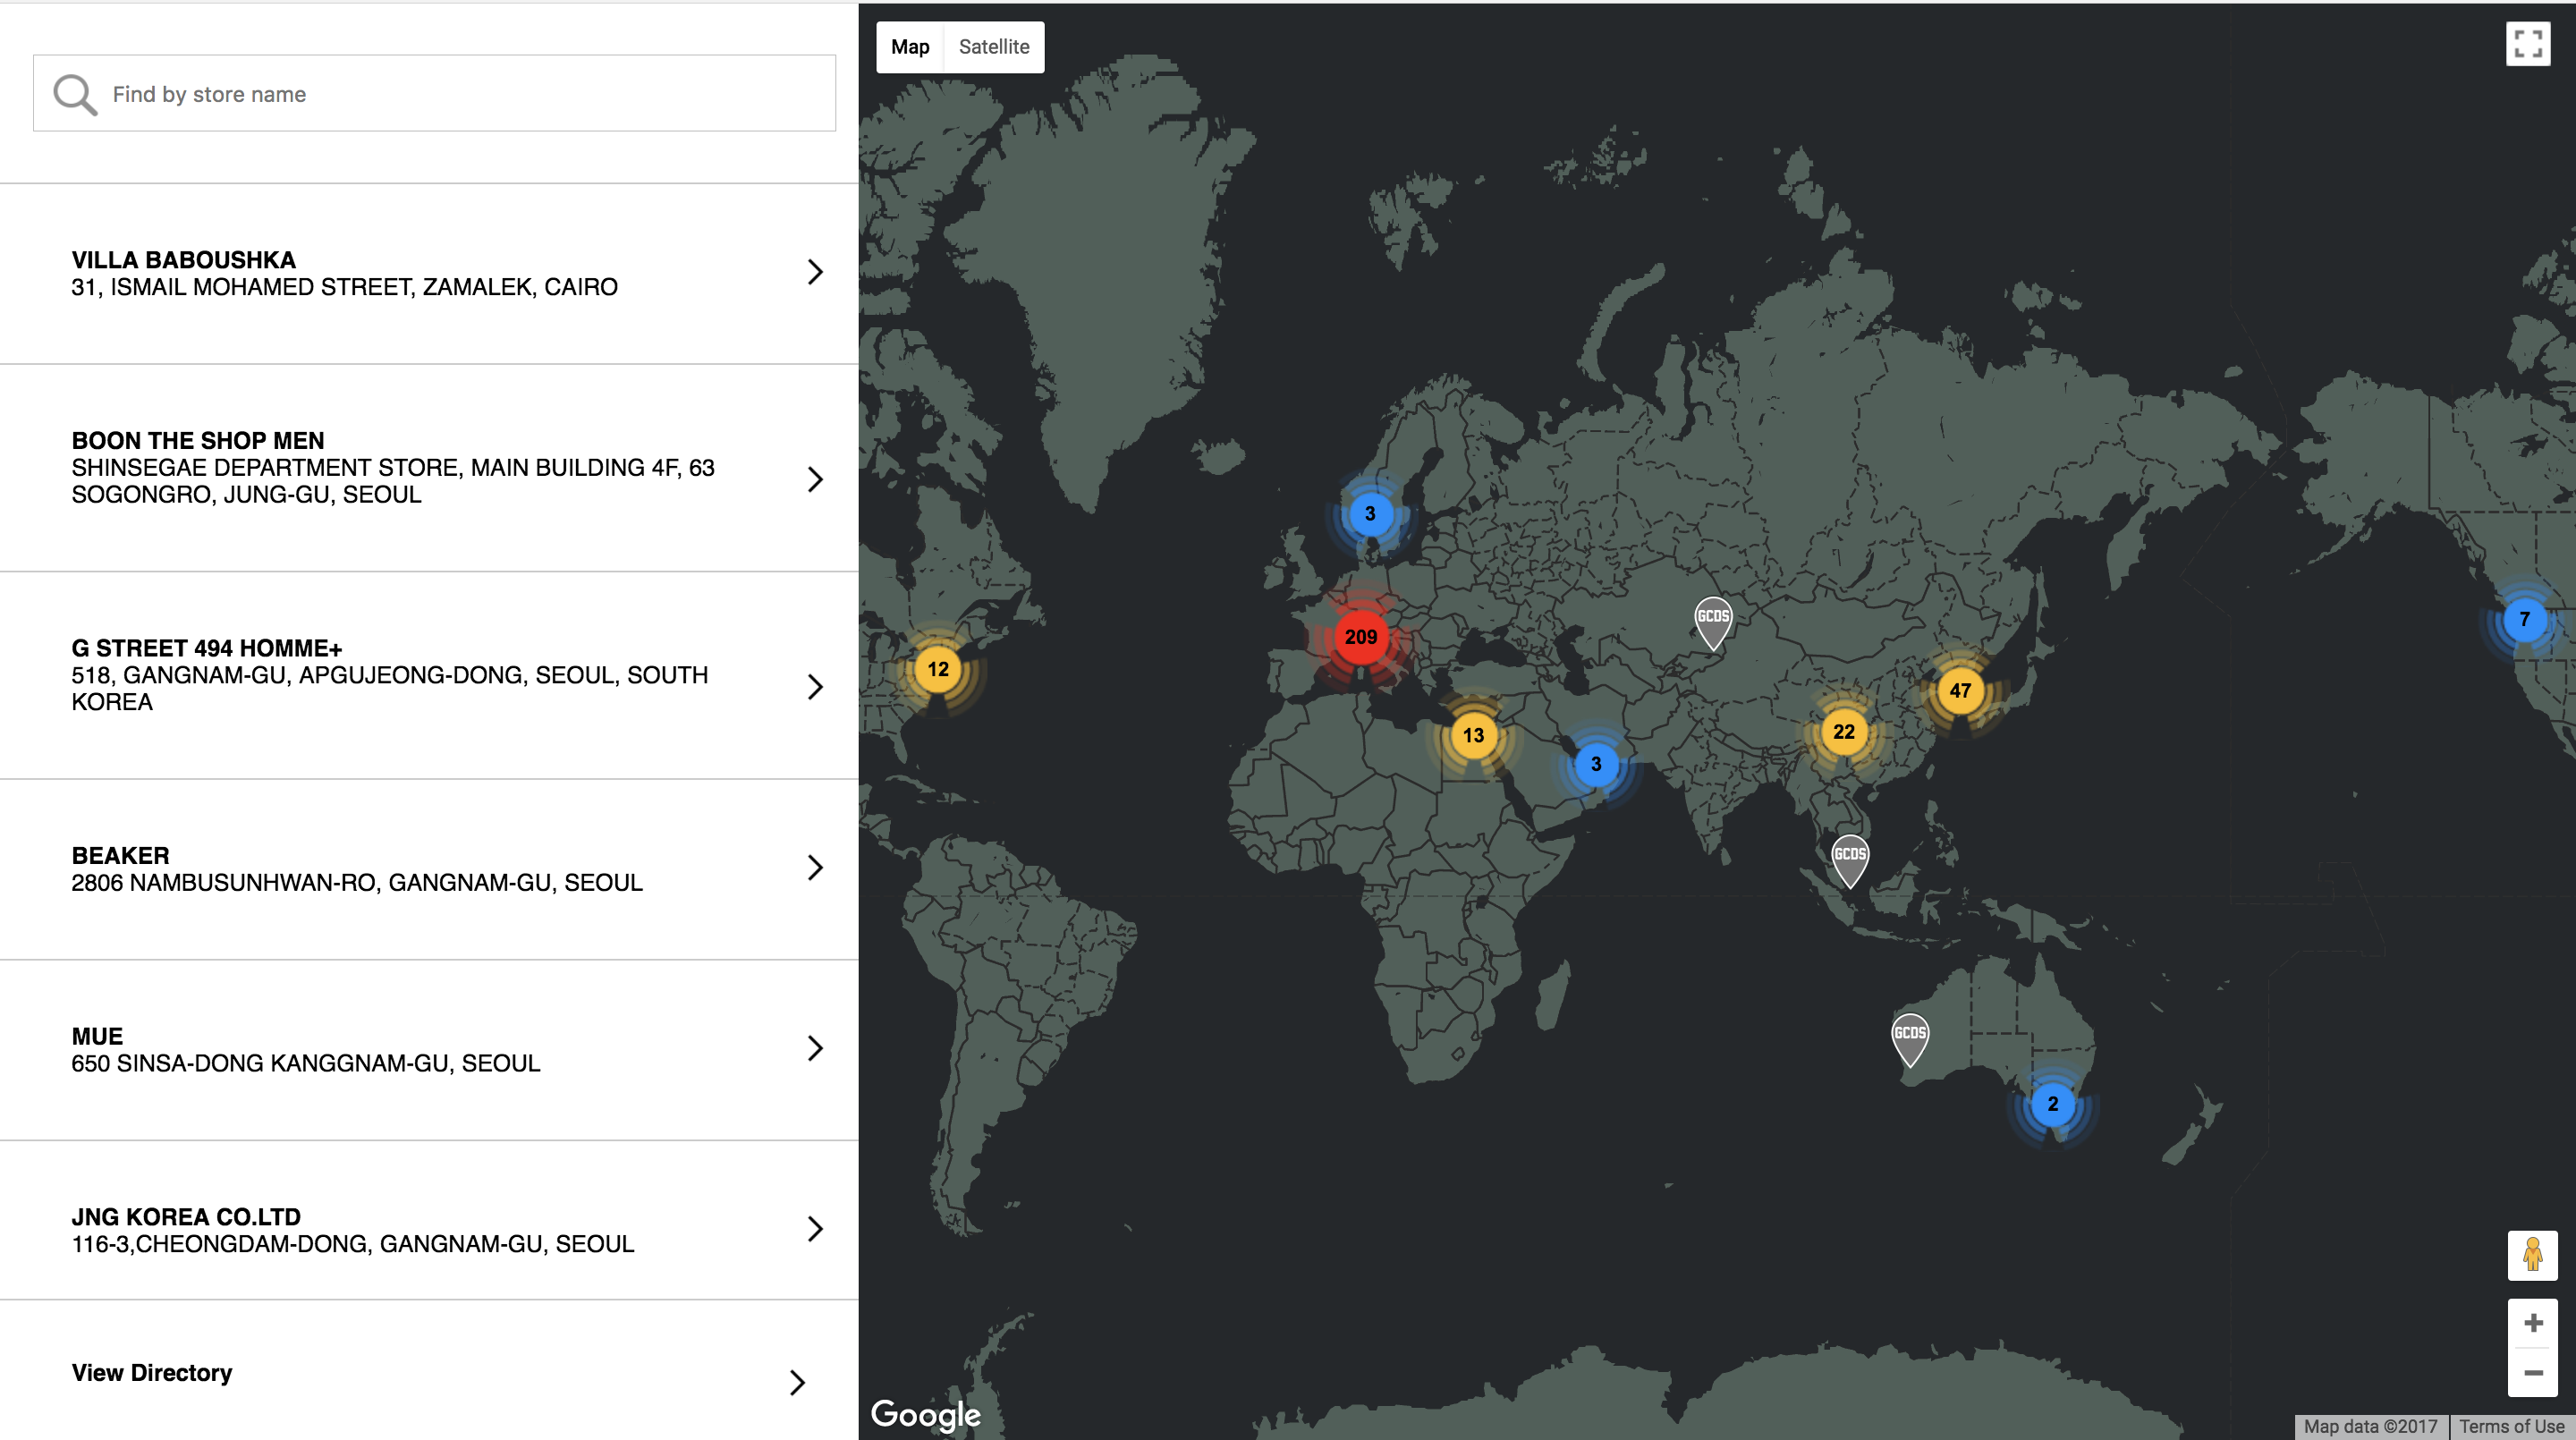 Find by store name
VILLA BABOUSHKA
31, ISMAIL MOHAMED STREET, ZAMALEK, CAIRO
BOON THE SHOP MEN
SHINSEGAE DEPARTMENT STORE, MAIN BUILDING 4F, 63
SOGONGRO, JUNG-GU, SEOUL
G STREET 494 HOMME+
518, GANGNAM-GU, APGUJEONG-DONG, SEOUL, SOUTH
KOREA
BEAKER
2806 NAMBUSUNHWAN-RO, GANGNAM-GU, SEOUL
MUE
650 SINSA-DONG KANGGNAM-GU, SEOUL
JNG KOREA CO.LTD
116-3,CHEONGDAM-DONG, GANGNAM-GU, SEOUL
View Directory
Map Satellite
3
GCDS
7
209
12
47
13
22
3
GCDS
GCDS
2
+
−
Google
Map data ©2017 Terms of Use